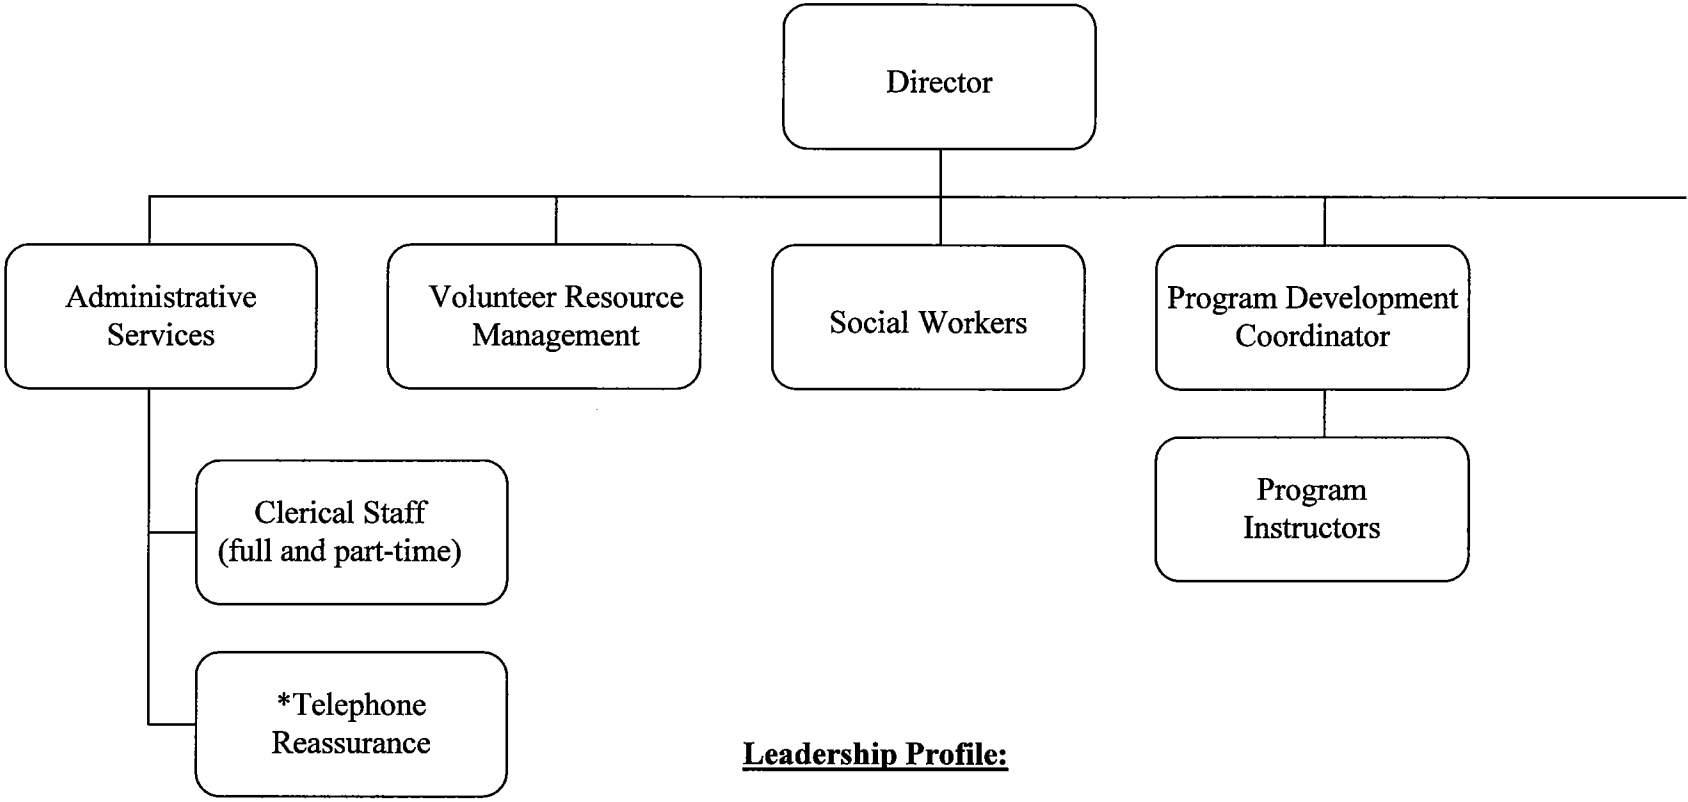 Director
Administrative
Services
Volunteer Resource
Management
Social Workers
Program Development
Coordinator
Clerical Staff
(full and part-time)
Program
Instructors
*Telephone
Reassurance
Leadership Profile: